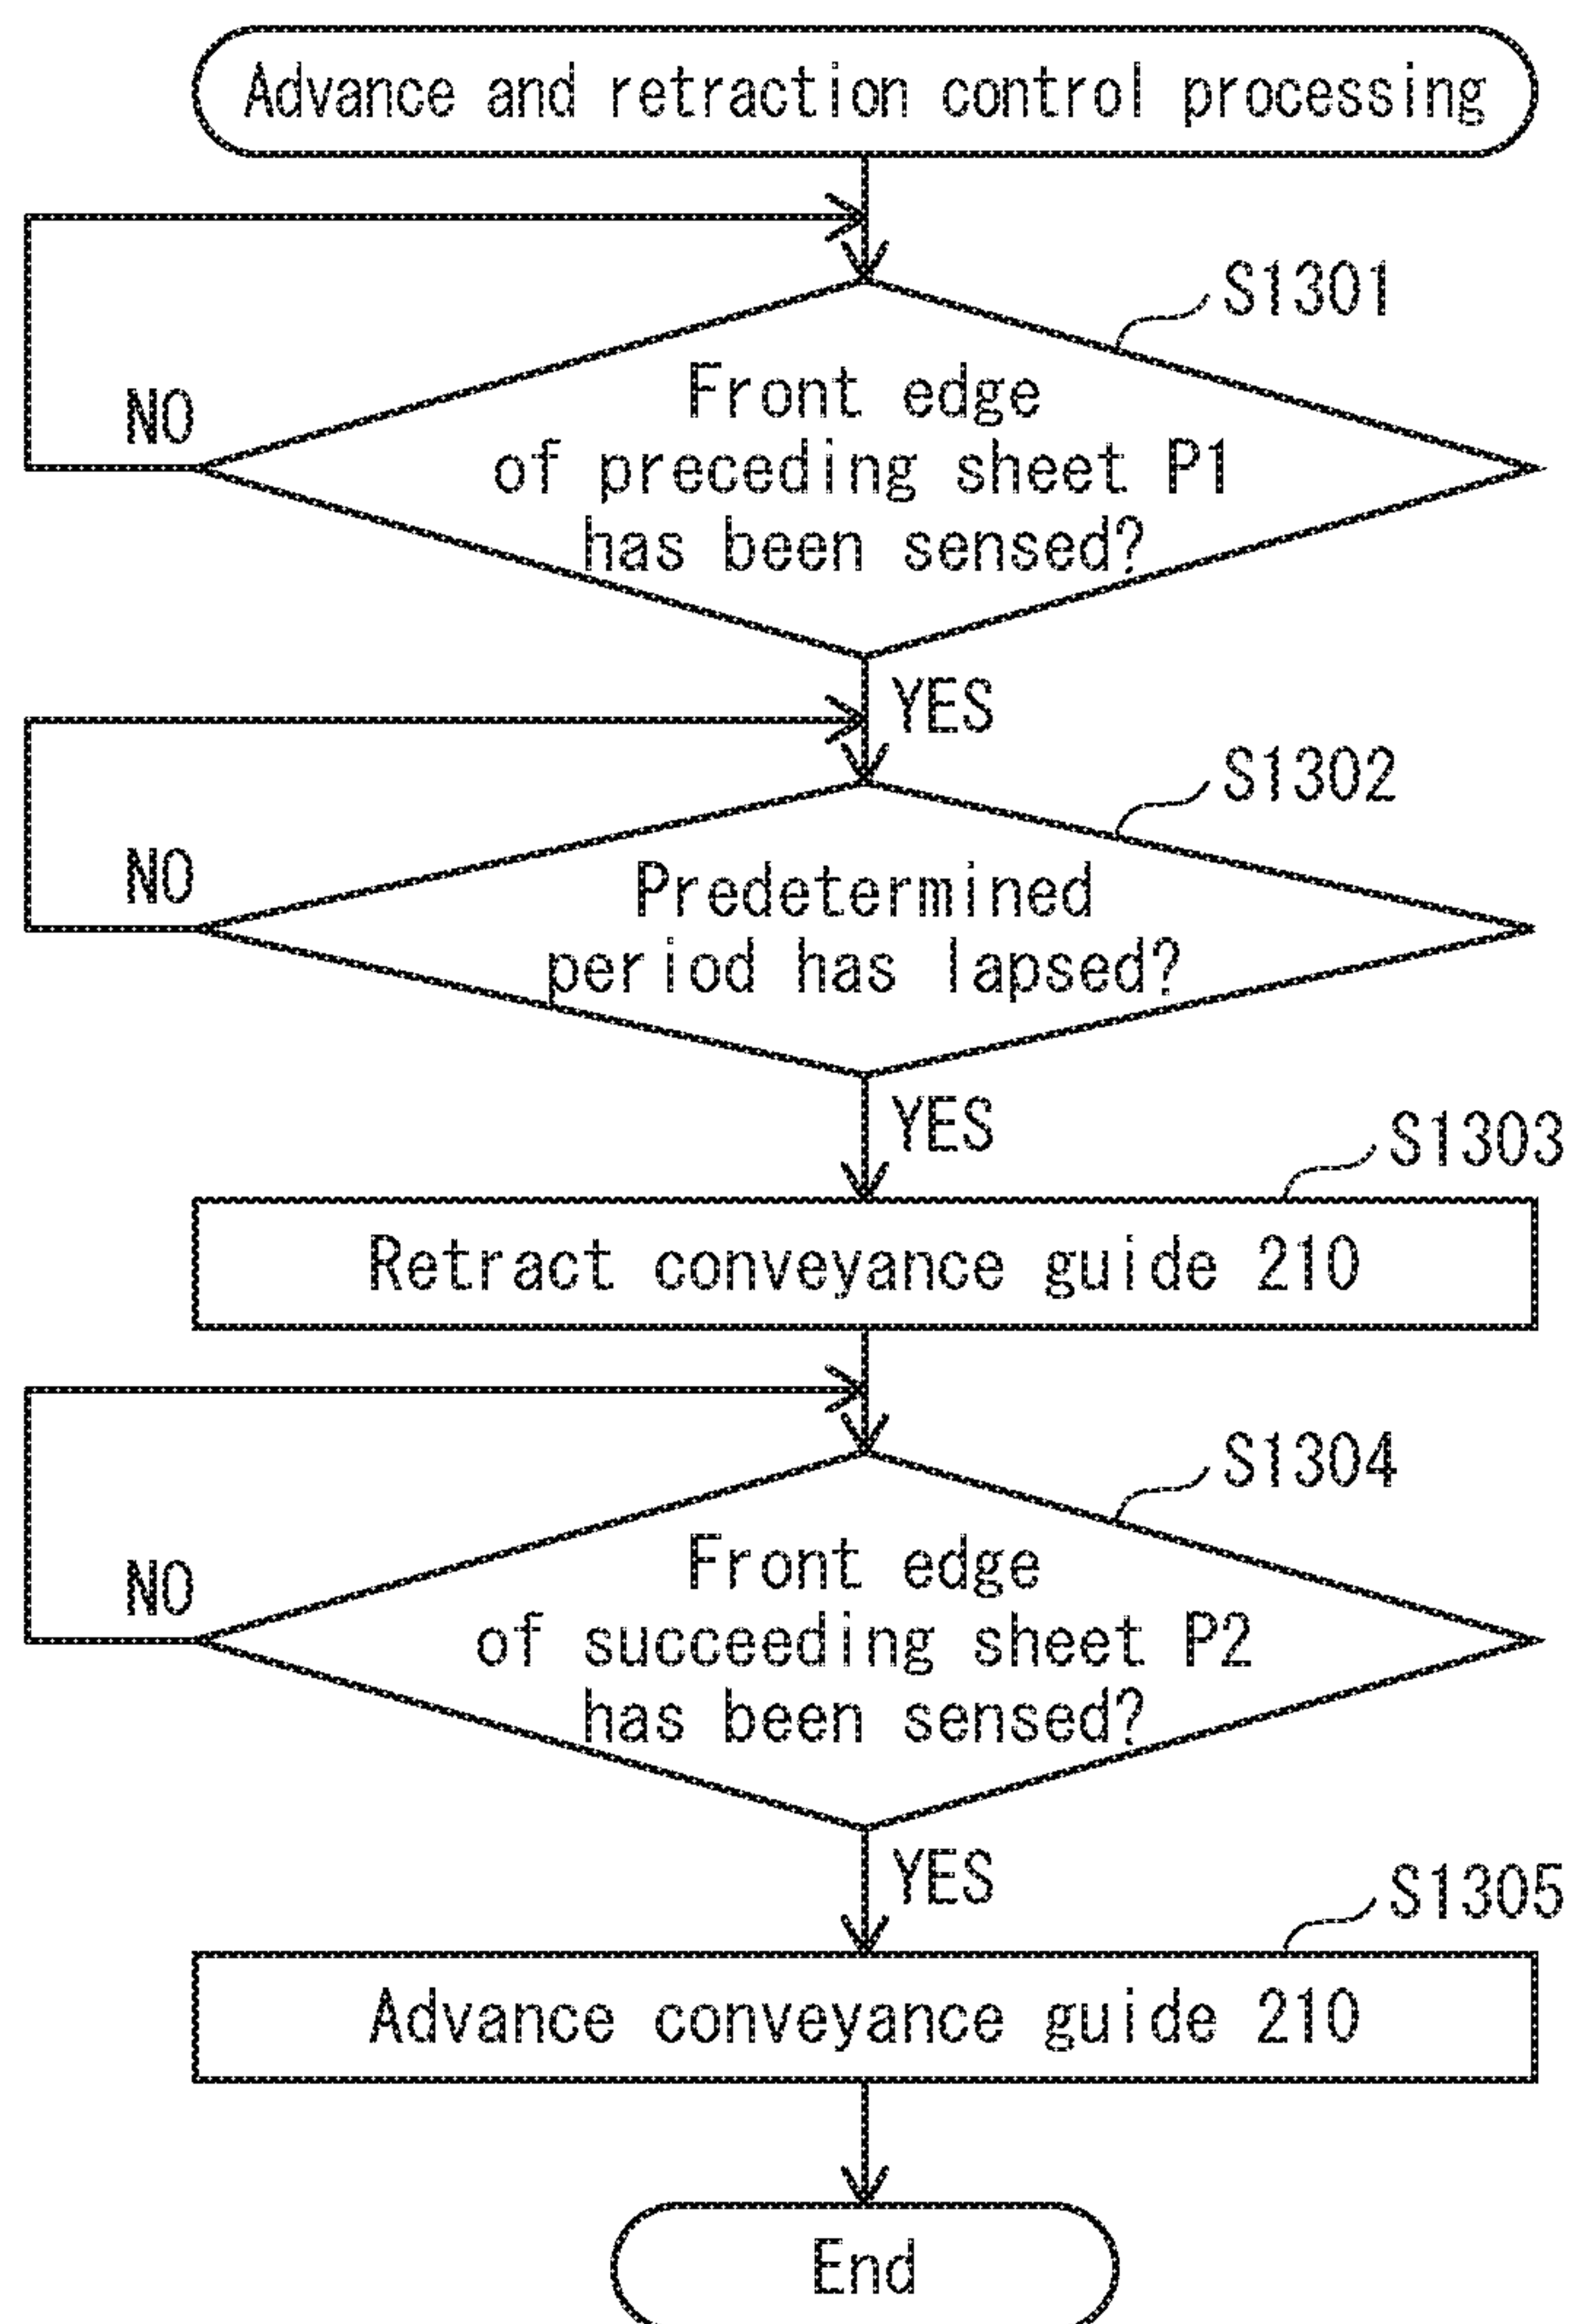 Advance and retraction control processing
S1301
Front edge
of preceding sheet P1
has been sensed?
NO
YES
S1302
Predetermined
period has lapsed?
NO
YES
S1303
Retract conveyance guide 210
S1304
Front edge
of succeeding sheet P2
has been sensed?
NO
YES
S1305
Advance conveyance guide 210
End